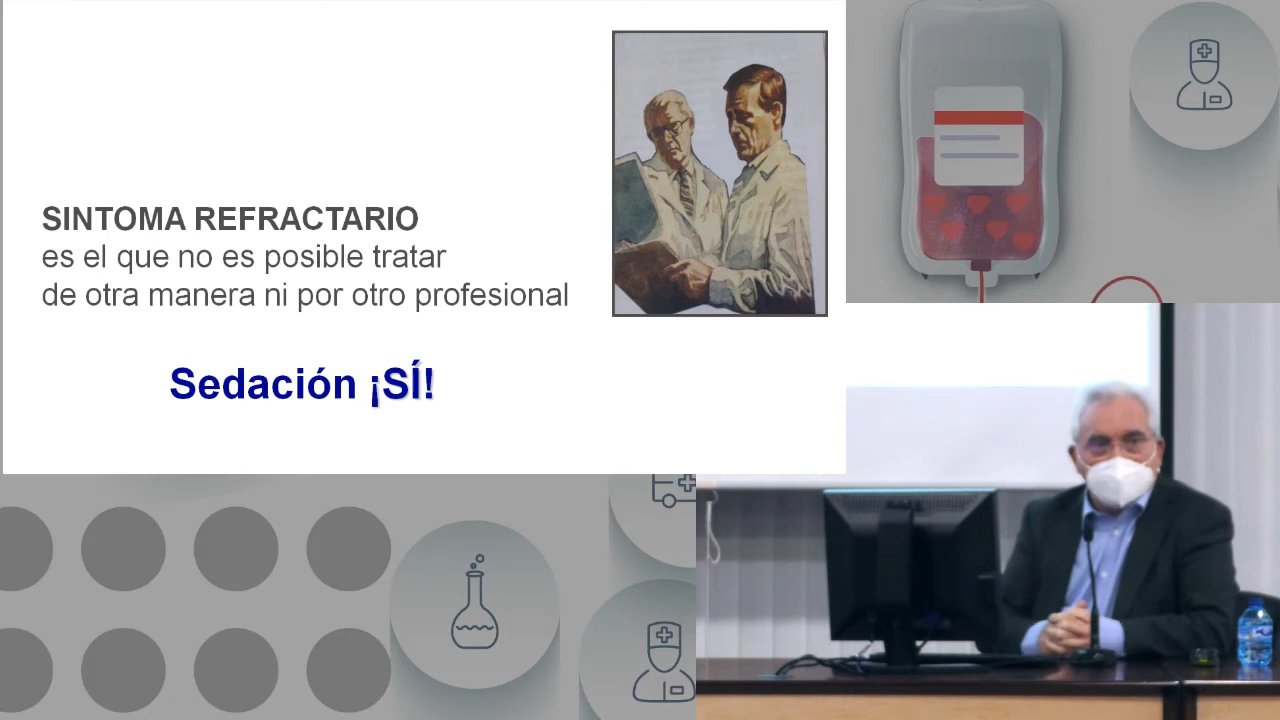 SINTOMA REFRACTARIO
es el que no es posible tratar
de otra manera ni por otro profesional
Sedación ¡SÍ!